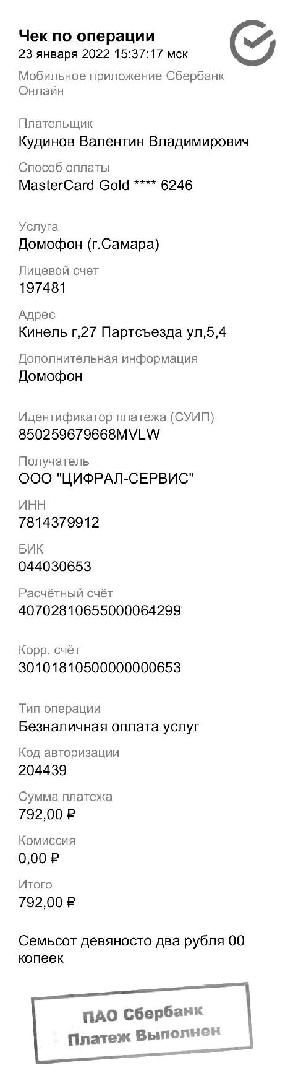 Чек по операции
23 января 2022 15:37:17 мск
Мобильное приложение Сбербанк
Онлайн
Плательщик
Кудинов Валентин Владимирович
Способ оплаты
MasterCard Gold **** 6246
Услуга
Домофон (г.Самара)
Лицевой счет
197481
Адрес
Кинель г,27 Партсъезда ул,5,4
Дополнительная информация
Домофон
Идентификатор платежа (СУИП)
850259679668MVLW
Получатель
ООО "ЦИФРАЛ-СЕРВИС"
ИНН
7814379912
БИК
044030653
Расчётный счёт
40702810655000064299
Корр. счёт
30101810500000000653
Тип операции
Безналичная оплата услуг
Код авторизации
204439
Сумма платежа
792,00 ₽
Комиссия
0,00 ₽
Итого
792,00 ₽
Семьсот девяносто два рубля 00
копеек
ПАО Сбербанк
Платеж Выполнен